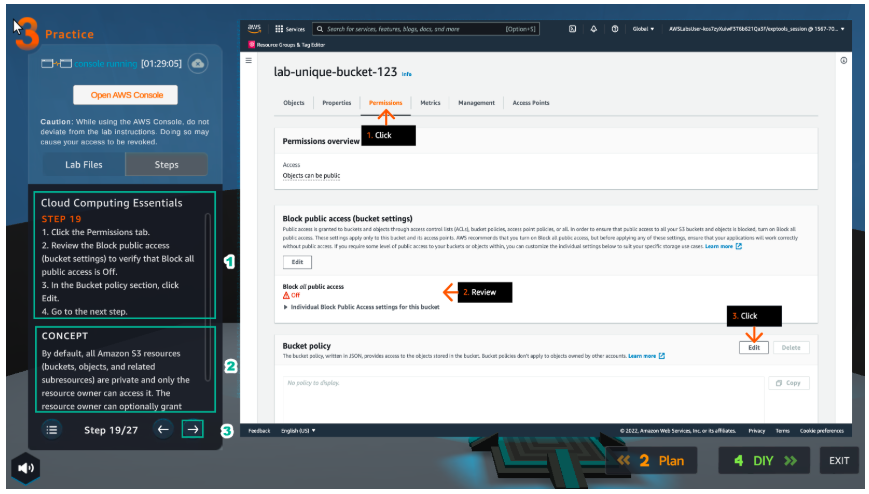 3 Practice
console running [01:29:05]
Open AWS Console
Caution: While using the AWS Console, do not
deviate from the lab instructions. Doing so may
cause your access to be revoked.
Lab Files
Steps
Cloud Computing Essentials
STEP 19
1. Click the Permissions tab.
2. Review the Block public access
(bucket settings) to verify that Block all
public access is Off.
3. In the Bucket policy section, click
Edit.
4. Go to the next step.
1
CONCEPT
By default, all Amazon S3 resources
(buckets, objects, and related
subresources) are private and only the
resource owner can access it. The
resource owner can optionally grant
2
Step 19/27
3
aws
Services
Search for services, features, blogs, docs, and more
[Option+S]
Global
Resource Groups & Tag Editor
lab-unique-bucket-123 Info
Objects
Properties
Permissions
Metrics
Management
Access Points
1. Click
Permissions overview
Access
Objects can be public
Block public access (bucket settings)
Public access is granted to buckets and objects through access control lists (ACLs), bucket policies, access point policies, or all. In order to ensure that public access to all your S3 buckets and objects is blocked, turn on Block all
public access. These settings apply only to this bucket and its access points. AWS recommends that you turn on Block all public access, but before applying any of these settings, ensure that your applications will work correctly
without public access. If you require some level of public access to your buckets or objects within, you can customize the individual settings below to suit your specific storage use cases. Learn more
Edit
Block all public access
Off
2. Review
Individual Block Public Access settings for this bucket
3. Click
Bucket policy
The bucket policy, written in JSON, provides access to the objects stored in the bucket. Bucket policies don't apply to objects owned by other accounts. Learn more
Edit
Delete
No policy to display.
Copy
Feedback
English (US)
© 2022, Amazon Web Services, Inc. or its affiliates.
Privacy
Terms
Cookie preferences
2 Plan
4 DIY
EXIT